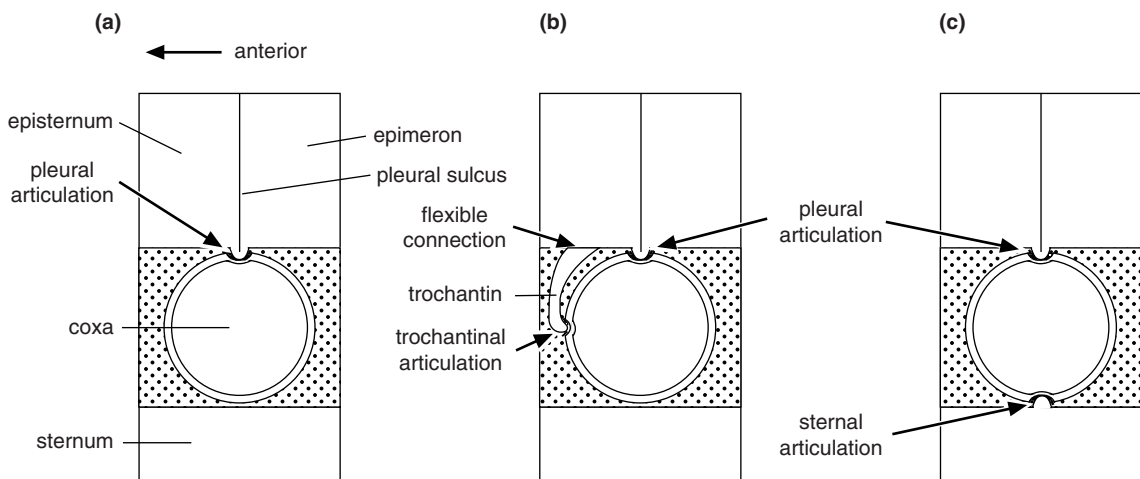 (a)
anterior
episternum
epimeron
pleural
articulation
pleural sulcus
coxa
sternum
(b)
flexible
connection
trochantin
trochantinal
articulation
(c)
pleural
articulation
sternal
articulation